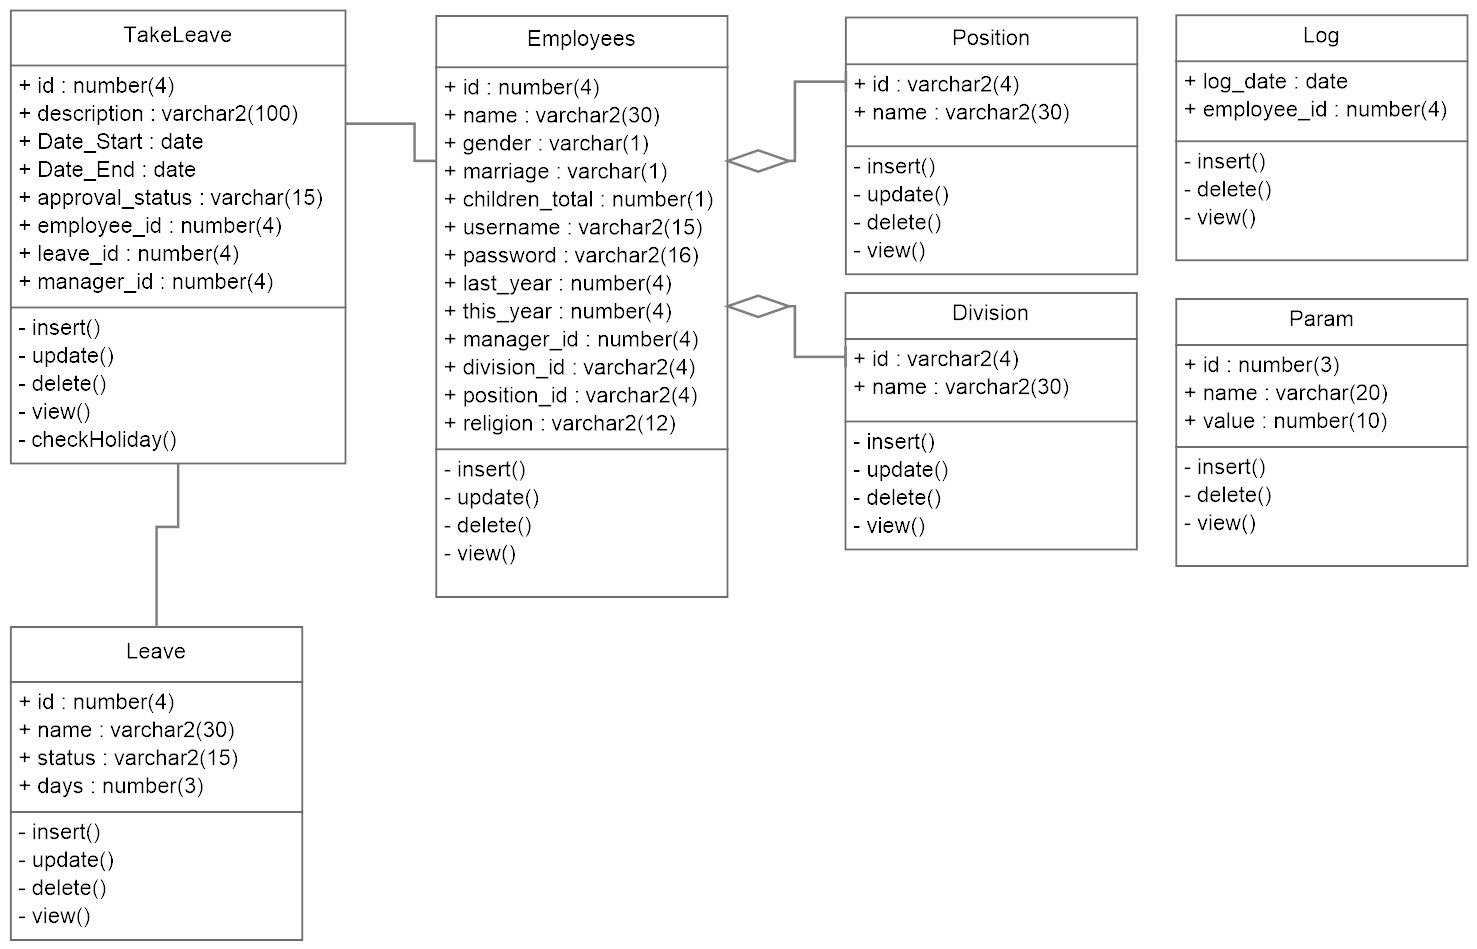 TakeLeave
+ id : number(4)
+ description : varchar2(100)
+ Date_Start : date
+ Date_End : date
+ approval_status : varchar(15)
+ employee_id : number(4)
+ leave_id : number(4)
+ manager_id : number(4)
- insert()
- update()
- delete()
- view()
- checkHoliday()
Employees
+ id : number(4)
+ name : varchar2(30)
+ gender : varchar(1)
+ marriage : varchar(1)
+ children_total : number(1)
+ username : varchar2(15)
+ password : varchar2(16)
+ last_year : number(4)
+ this_year : number(4)
+ manager_id : number(4)
+ division_id : varchar2(4)
+ position_id : varchar2(4)
+ religion : varchar2(12)
- insert()
- update()
- delete()
- view()
Position
+ id : varchar2(4)
+ name : varchar2(30)
- insert()
- update()
- delete()
- view()
Log
+ log_date : date
+ employee_id : number(4)
- insert()
- delete()
- view()
Division
+ id : varchar2(4)
+ name : varchar2(30)
- insert()
- update()
- delete()
- view()
Param
+ id : number(3)
+ name : varchar(20)
+ value : number(10)
- insert()
- delete()
- view()
Leave
+ id : number(4)
+ name : varchar2(30)
+ status : varchar2(15)
+ days : number(3)
- insert()
- update()
- delete()
- view()